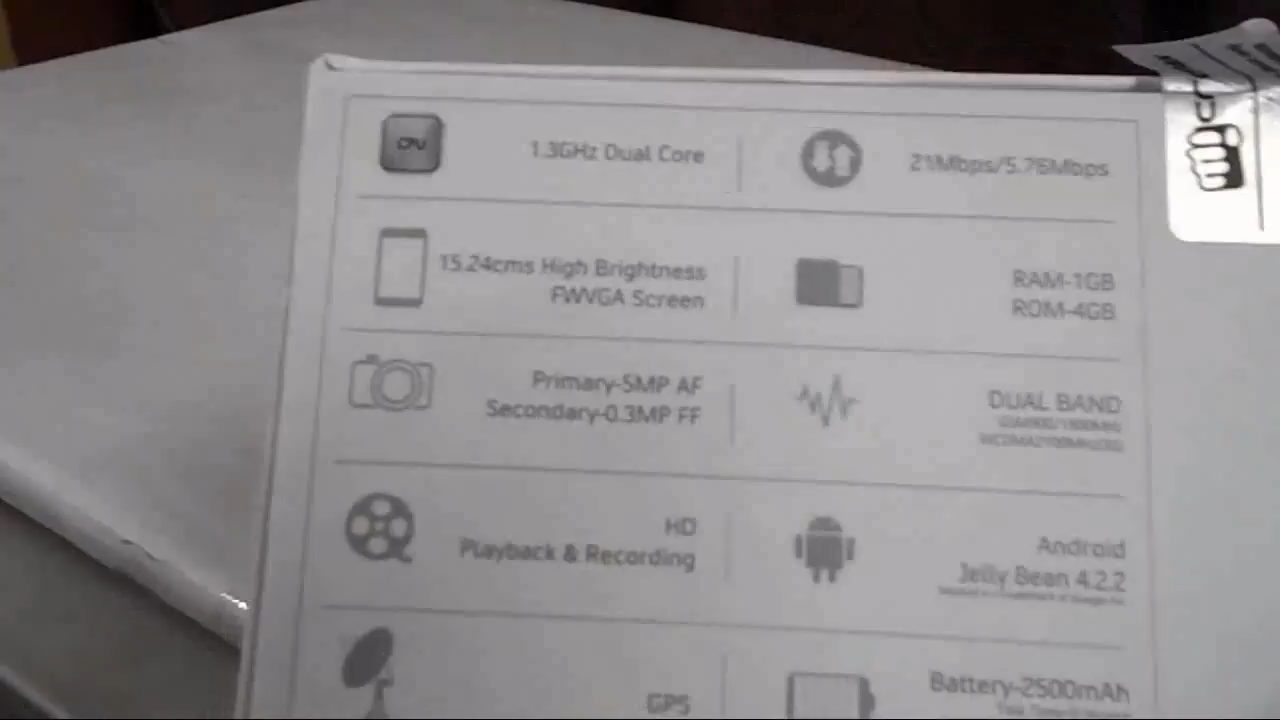 CPU
1.3GHz Dual Core
21Mbps/5.76Mbps
15.24cms High Brightness
FWVGA Screen
RAM-1GB
ROM-4GB
Primary-5MP AF
Secondary-0.3MP FF
DUAL BAND
HD
Playback & Recording
Android
Jelly Bean 4.2.2
GPS
Battery-2500mAh